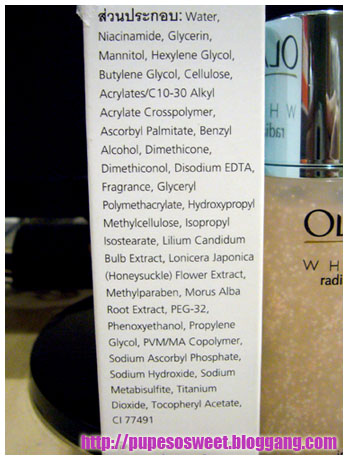 ส่วนประกอบ: Water,
Niacinamide, Glycerin,
Mannitol, Hexylene Glycol,
Butylene Glycol, Cellulose,
Acrylates/C10-30 Alkyl
Acrylate Crosspolymer,
Ascorbyl Palmitate, Benzyl
Alcohol, Dimethicone,
Dimethiconol, Disodium EDTA,
Fragrance, Glyceryl
Polymethacrylate, Hydroxypropyl
Methylcellulose, Isopropyl
Isostearate, Lilium Candidum
Bulb Extract, Lonicera Japonica
(Honeysuckle) Flower Extract,
Methylparaben, Morus Alba
Root Extract, PEG-32,
Phenoxyethanol, Propylene
Glycol, PVM/MA Copolymer,
Sodium Ascorbyl Phosphate,
Sodium Hydroxide, Sodium
Metabisulfite, Titanium
Dioxide, Tocopheryl Acetate,
CI 77491
OL
W H
radi
http://pupesosweet.bloggang.com